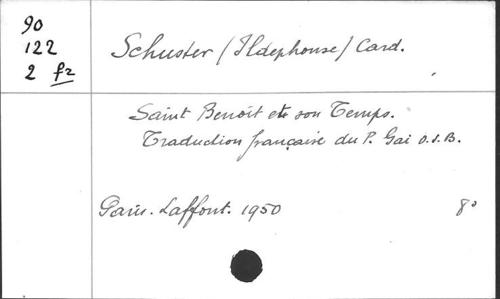 90
122
2 fr
Schuster (Ildephonse) Card.
Saint Benoît et son Temps.
Traduction française du P. Gai O.S.B.
Paris. Laffont. 1950 8°